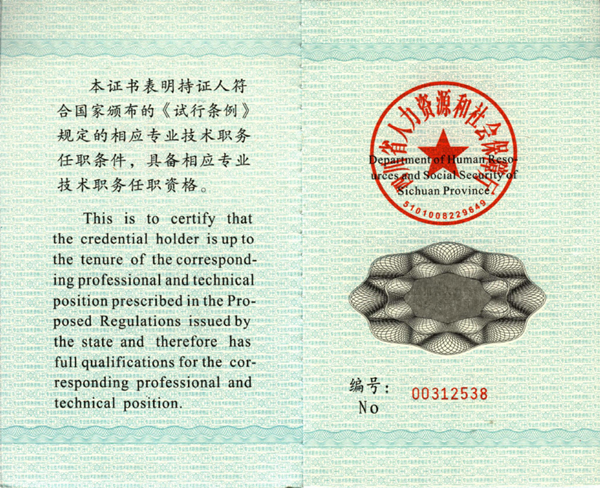 本证书表明持证人符
合国家颁布的《试行条例》
规定的相应专业技术职务
任职条件，具备相应专业
技术职务任职资格。
This is to certify that
the credential holder is up to
the tenure of the correspond-
ing professional and technical
position prescribed in the Pro-
posed Regulations issued by
the state and therefore has
full qualifications for the cor-
responding professional and
technical position.
四川省人力资源和社会保障厅
Department of Human Reso-
urces and Social Security of
Sichuan Province
5101008229649
编号：
No
00312538